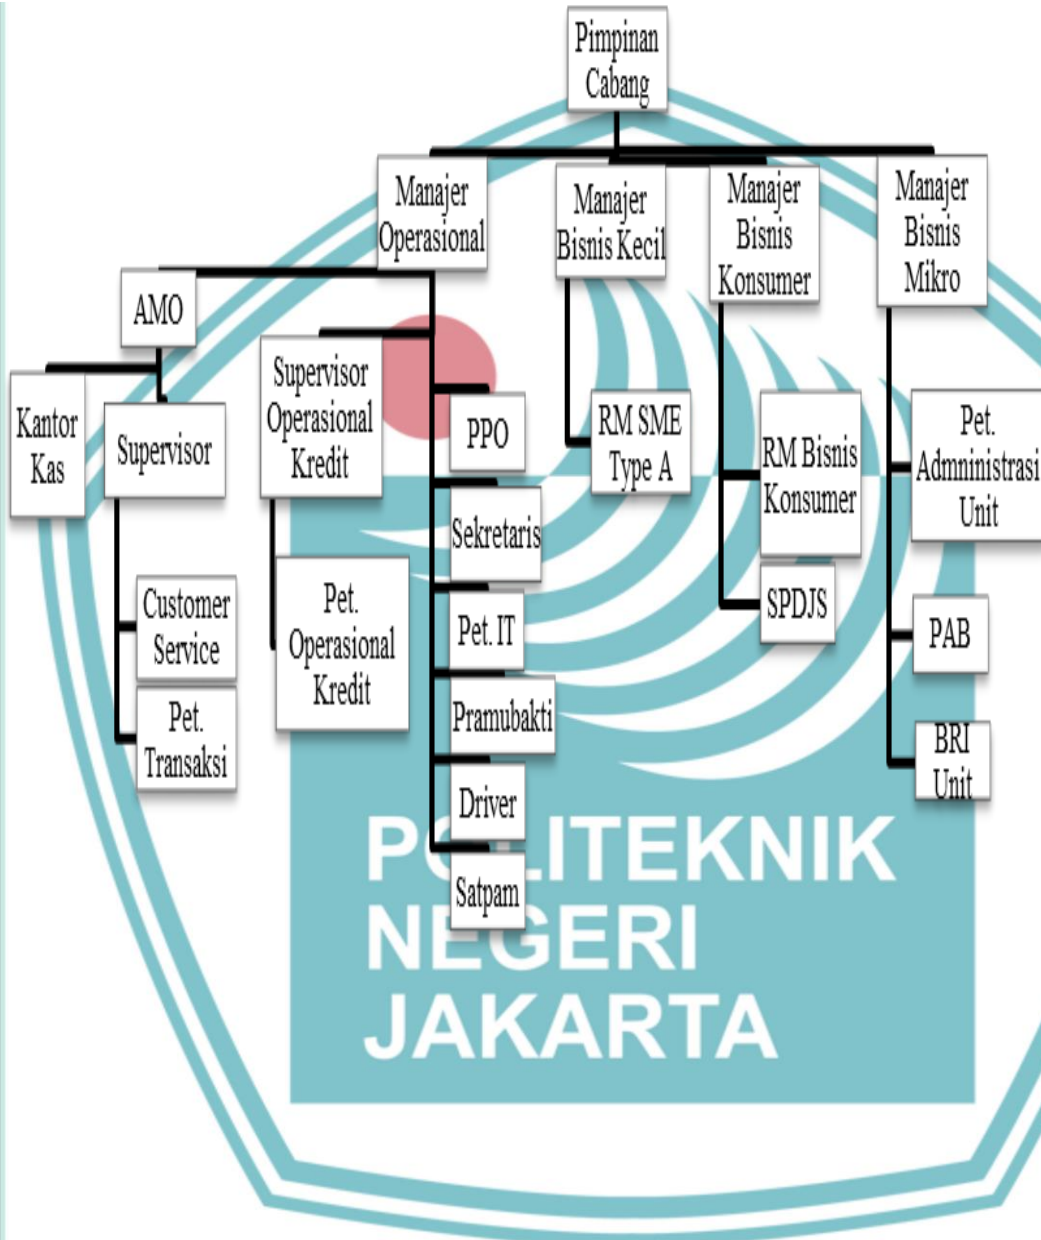 Pimpinan
Cabang
Manajer
Operasional
Manajer
Bisnis Kecil
Manajer
Bisnis
Konsumer
Manajer
Bisnis
Mikro
AMO
Kantor
Kas
Supervisor
Customer
Service
Pet.
Transaksi
Supervisor
Operasional
Kredit
Pet.
Operasional
Kredit
PPO
Sekretaris
Pet. IT
Pramubakti
Driver
Satpam
RM SME
Type A
RM Bisnis
Konsumer
SPDJS
Pet.
Admninistrasi
Unit
PAB
BRI
Unit
POLITEKNIK
NEGERI
JAKARTA